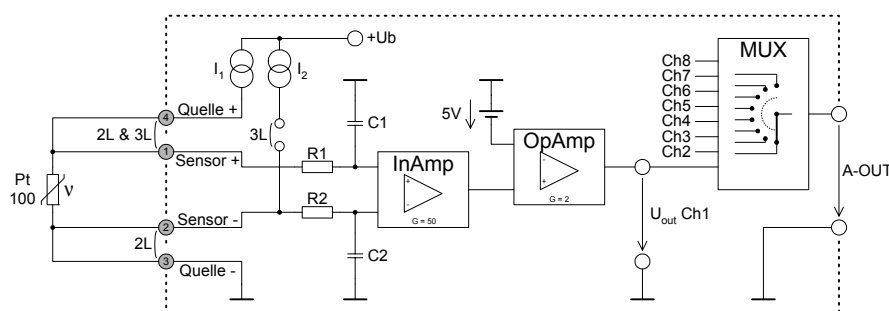 +Ub
MUX
I1
I2
Ch8
Ch7
Ch6
Ch5
Ch4
Ch3
Ch2
4
Quelle +
2L & 3L
3L
C1
5V
OpAmp
-
+
G = 2
1
Sensor +
R1
InAmp
+
-
G = 50
A-OUT
Pt
100
ν
R2
2
Sensor -
Uout Ch1
2L
3
Quelle -
C2